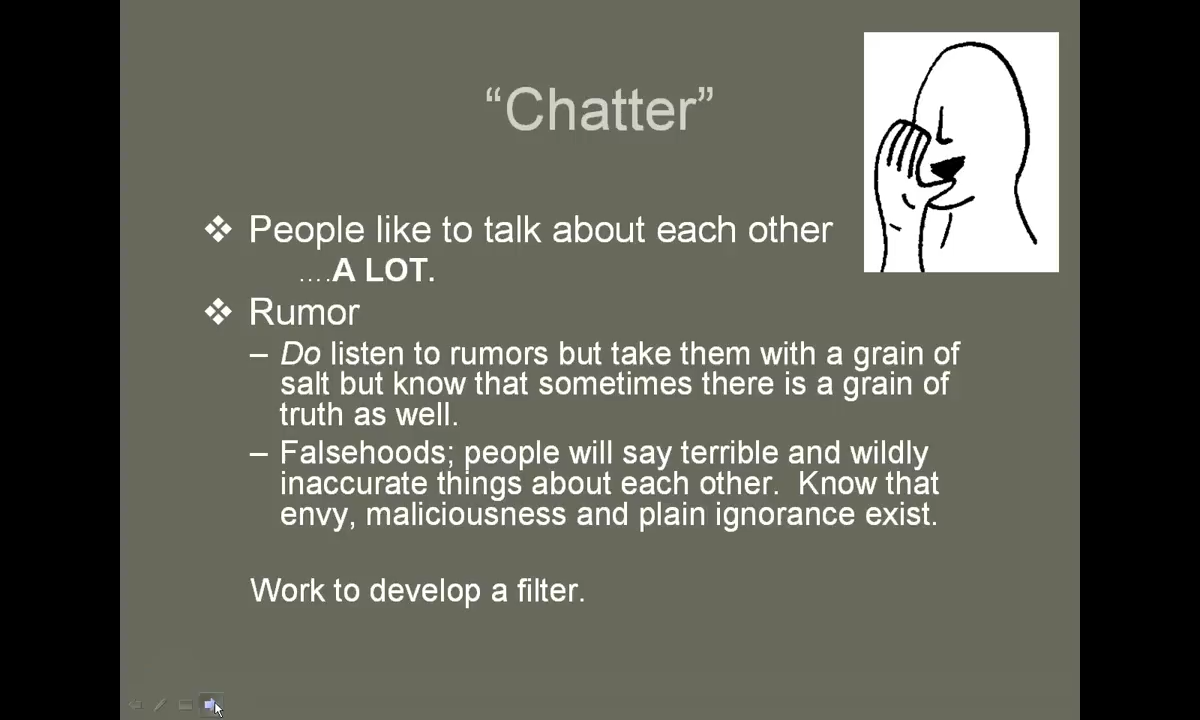 “Chatter”
❖ People like to talk about each other
….A LOT.
❖ Rumor
– Do listen to rumors but take them with a grain of
salt but know that sometimes there is a grain of
truth as well.
– Falsehoods; people will say terrible and wildly
inaccurate things about each other.  Know that
envy, maliciousness and plain ignorance exist.
Work to develop a filter.